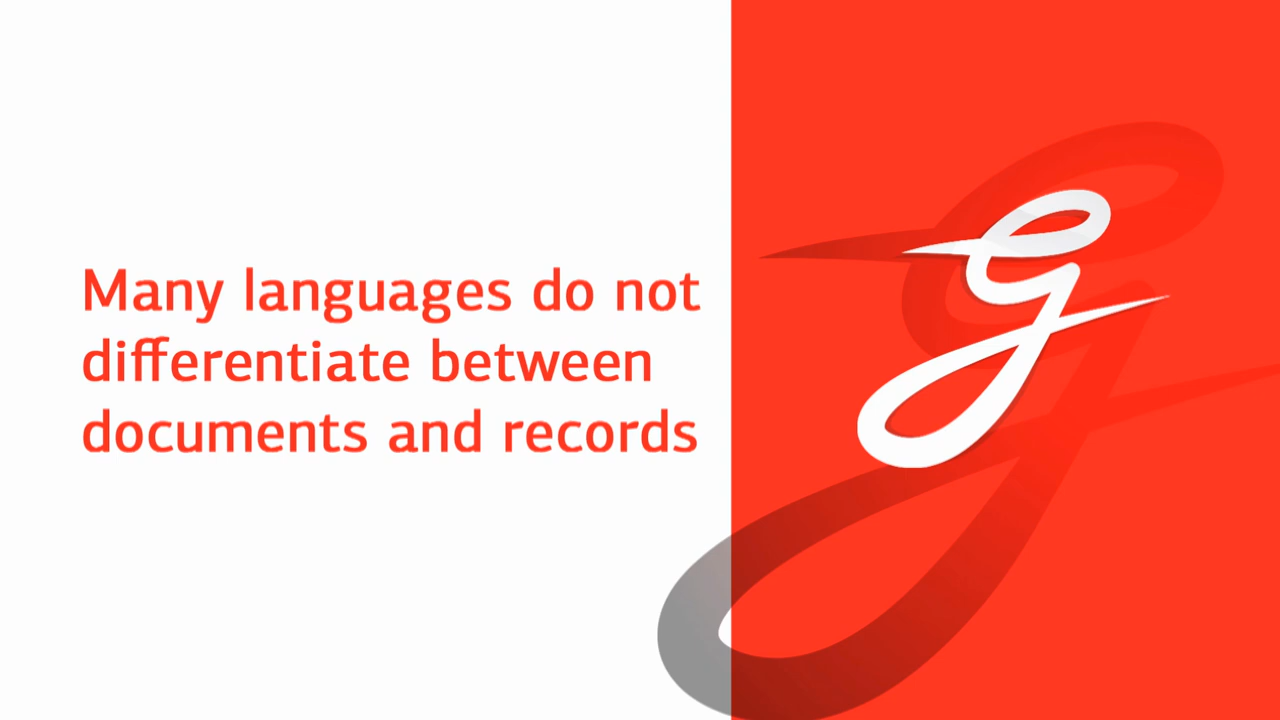 Many languages do not
differentiate between
documents and records